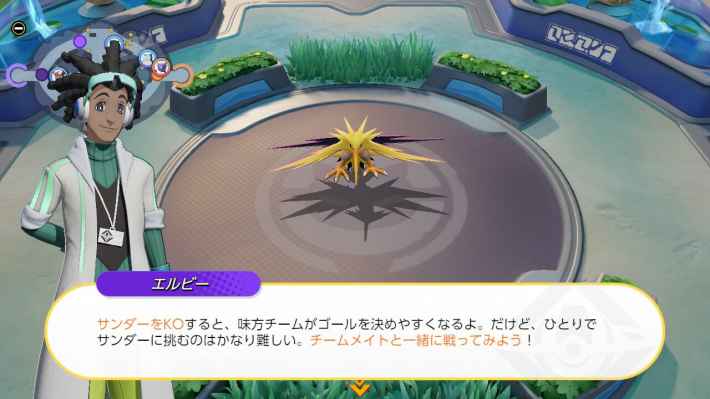 エルビー
サンダーをKOすると、味方チームがゴールを決めやすくなるよ。だけど、ひとりで
サンダーに挑むのはかなり難しい。チームメイトと一緒に戦ってみよう！